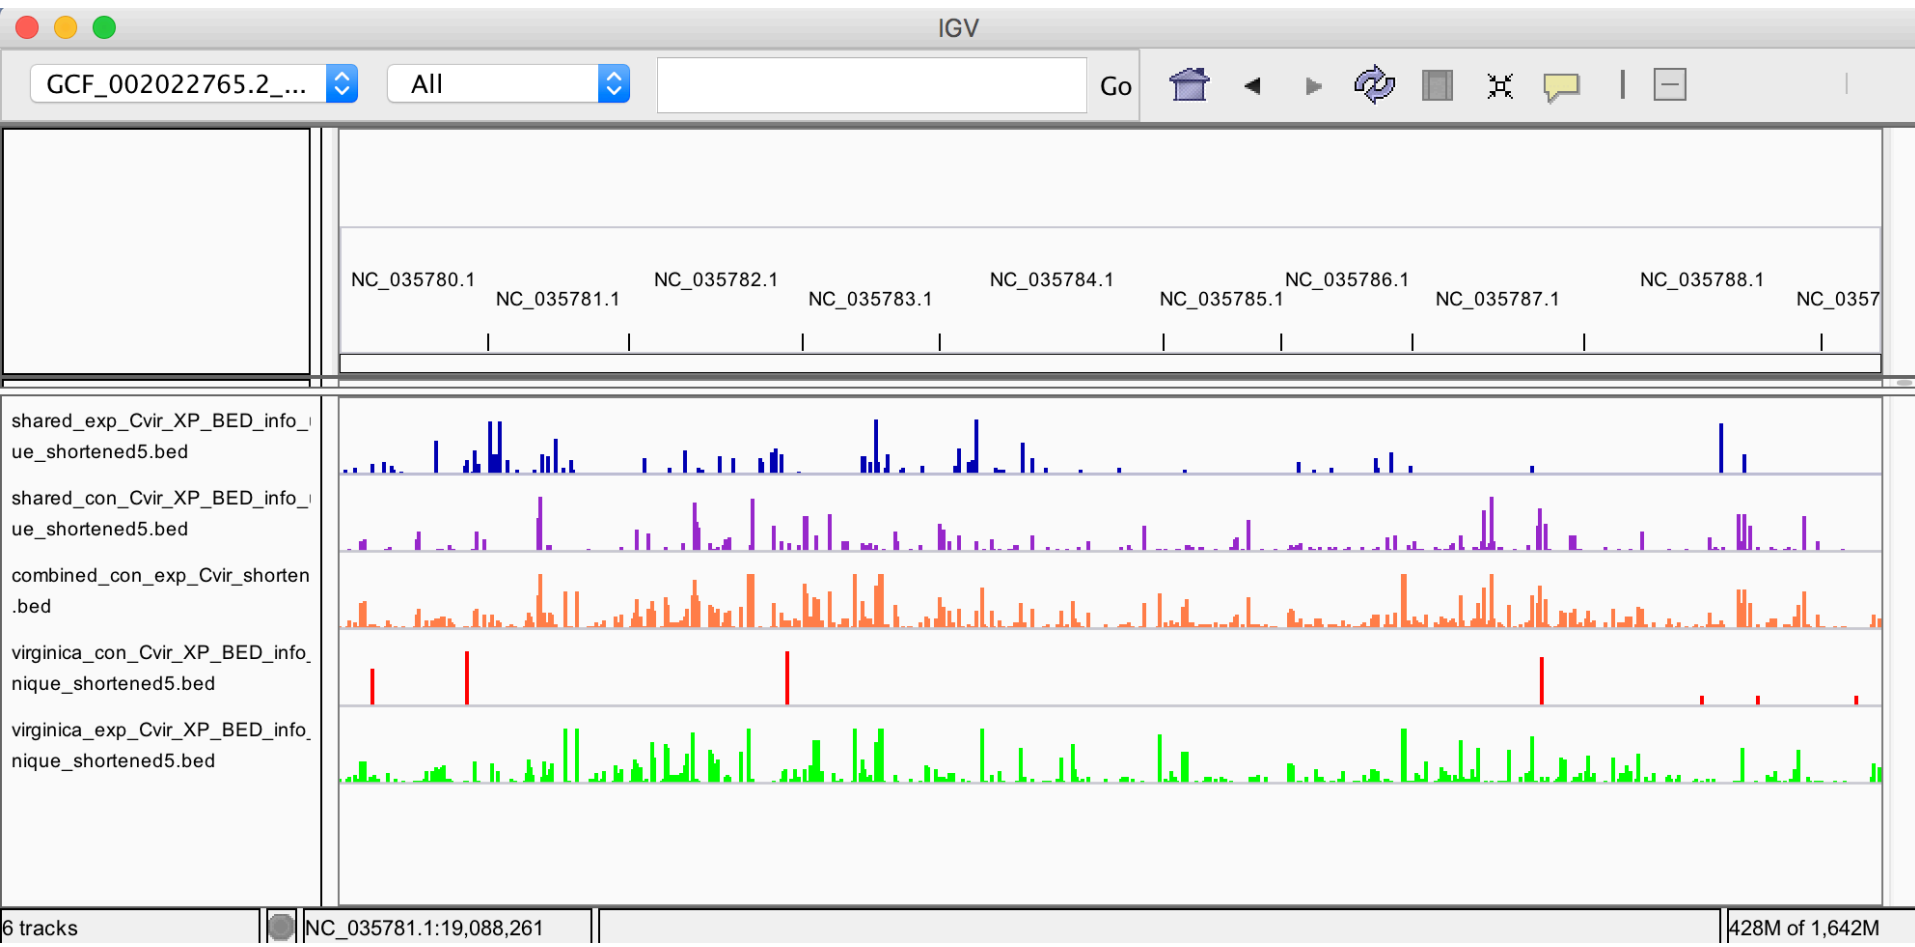 IGV
GCF_002022765.2_...
All
Go
NC_035780.1
NC_035781.1
NC_035782.1
NC_035783.1
NC_035784.1
NC_035785.1
NC_035786.1
NC_035787.1
NC_035788.1
NC_0357
shared_exp_Cvir_XP_BED_info_
ue_shortened5.bed
shared_con_Cvir_XP_BED_info_
ue_shortened5.bed
combined_con_exp_Cvir_shorten
.bed
virginica_con_Cvir_XP_BED_info_
nique_shortened5.bed
virginica_exp_Cvir_XP_BED_info_
nique_shortened5.bed
6 tracks
NC_035781.1:19,088,261
428M of 1,642M